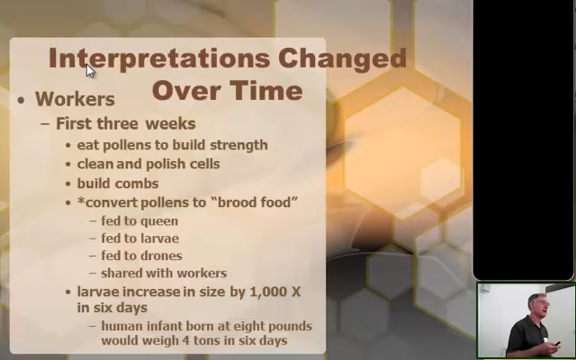 Interpretations Changed
Over Time
• Workers
– First three weeks
• eat pollens to build strength
• clean and polish cells
• build combs
• *convert pollens to “brood food”
– fed to queen
– fed to larvae
– fed to drones
– shared with workers
• larvae increase in size by 1,000 X
in six days
– human infant born at eight pounds
would weigh 4 tons in six days